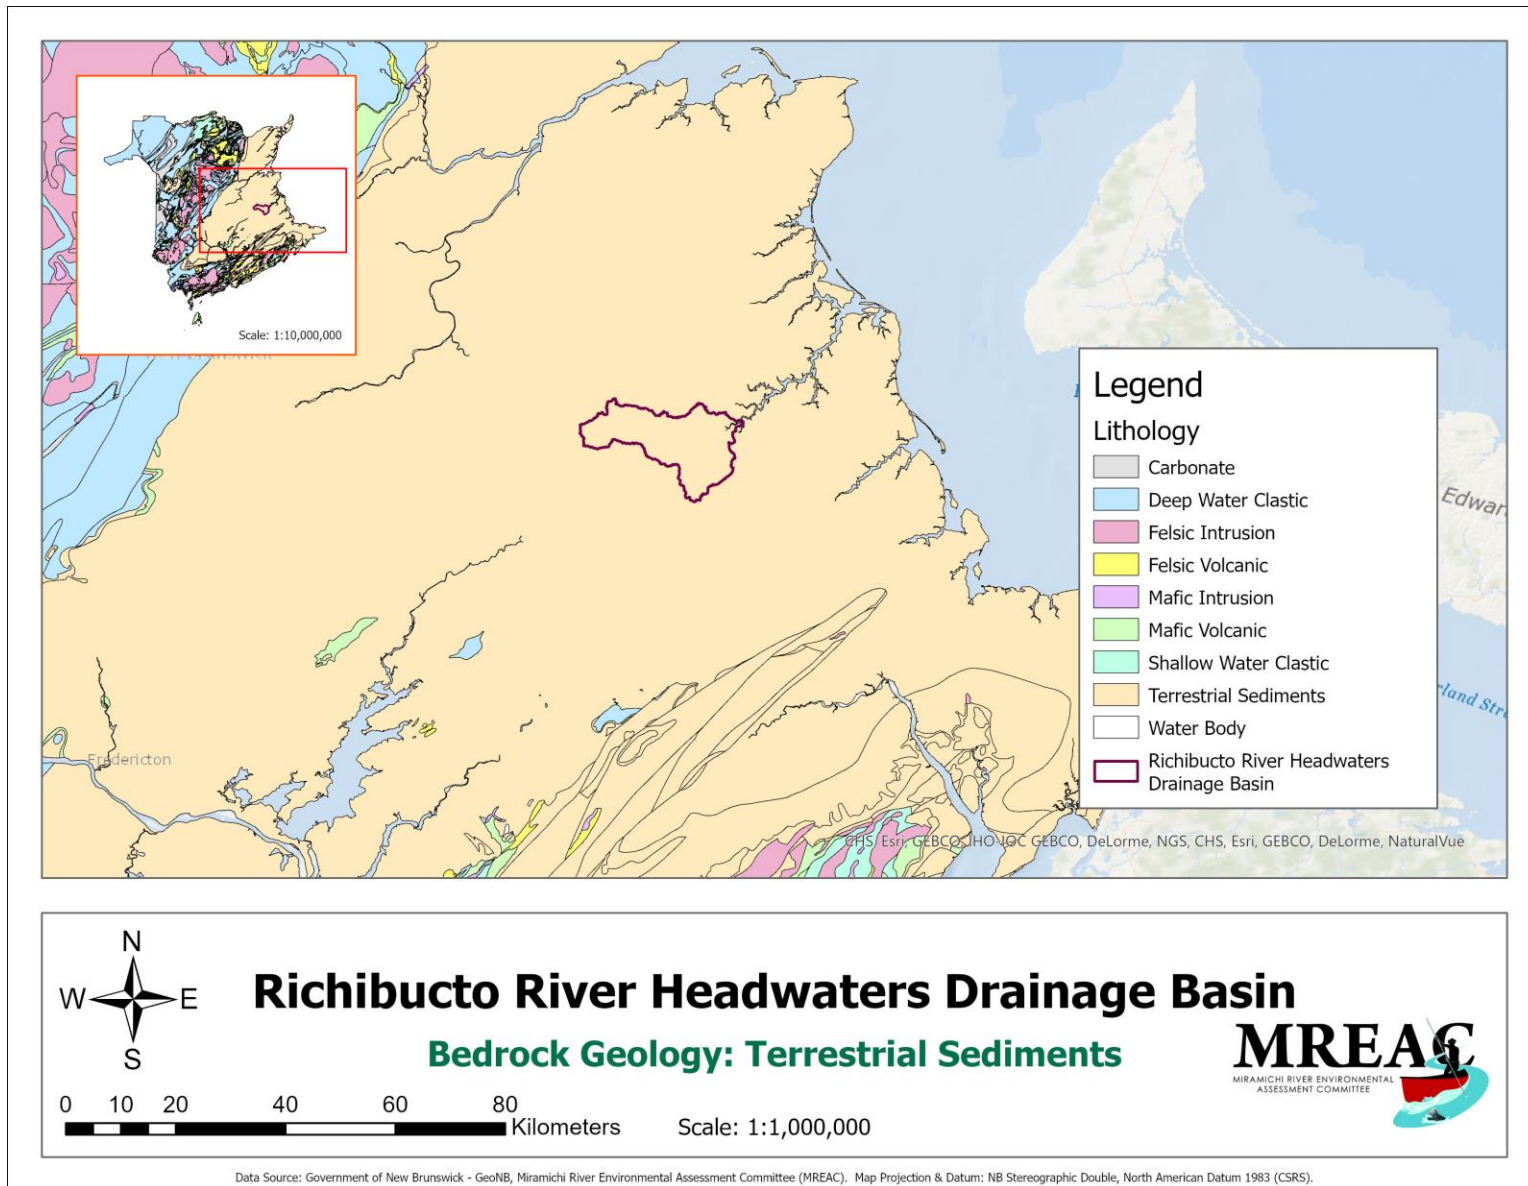 Scale: 1:10,000,000
Fredericton
Legend
Lithology
Carbonate
Deep Water Clastic
Felsic Intrusion
Felsic Volcanic
Mafic Intrusion
Mafic Volcanic
Shallow Water Clastic
Terrestrial Sediments
Water Body
Richibucto River Headwaters
Drainage Basin
Edwar
rland Str
CHS, Esri, GEBCO, IHO-IOC GEBCO, DeLorme, NGS, CHS, Esri, GEBCO, DeLorme, NaturalVue
N
W E
S
Richibucto River Headwaters Drainage Basin
Bedrock Geology: Terrestrial Sediments
0 10 20 40 60 80
Kilometers
Scale: 1:1,000,000
MREAC
MIRAMICHI RIVER ENVIRONMENTAL
ASSESSMENT COMMITTEE
Data Source: Government of New Brunswick - GeoNB, Miramichi River Environmental Assessment Committee (MREAC). Map Projection & Datum: NB Stereographic Double, North American Datum 1983 (CSRS).